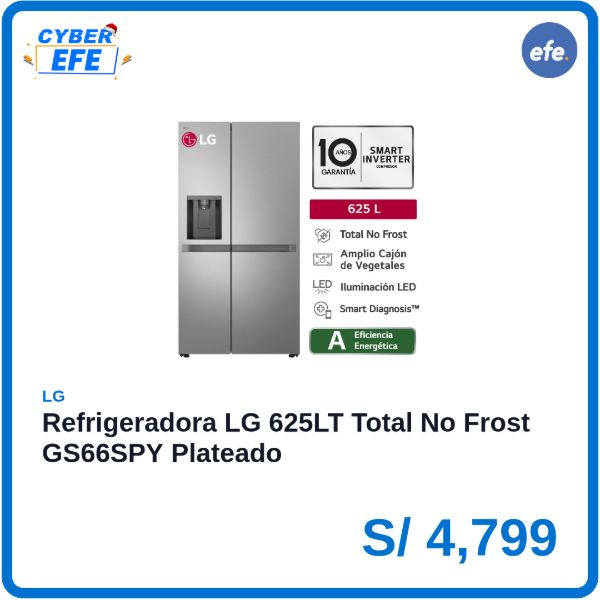 CYBER
EFE
efe.
LG
10
AÑOS
GARANTÍA
SMART
INVERTER
COMPRESSOR
625 L
Total No Frost
Amplio Cajón
de Vegetales
LED
Iluminación LED
Smart Diagnosis™
A
Eficiencia
Energética
LG
Refrigeradora LG 625LT Total No Frost
GS66SPY Plateado
S/ 4,799